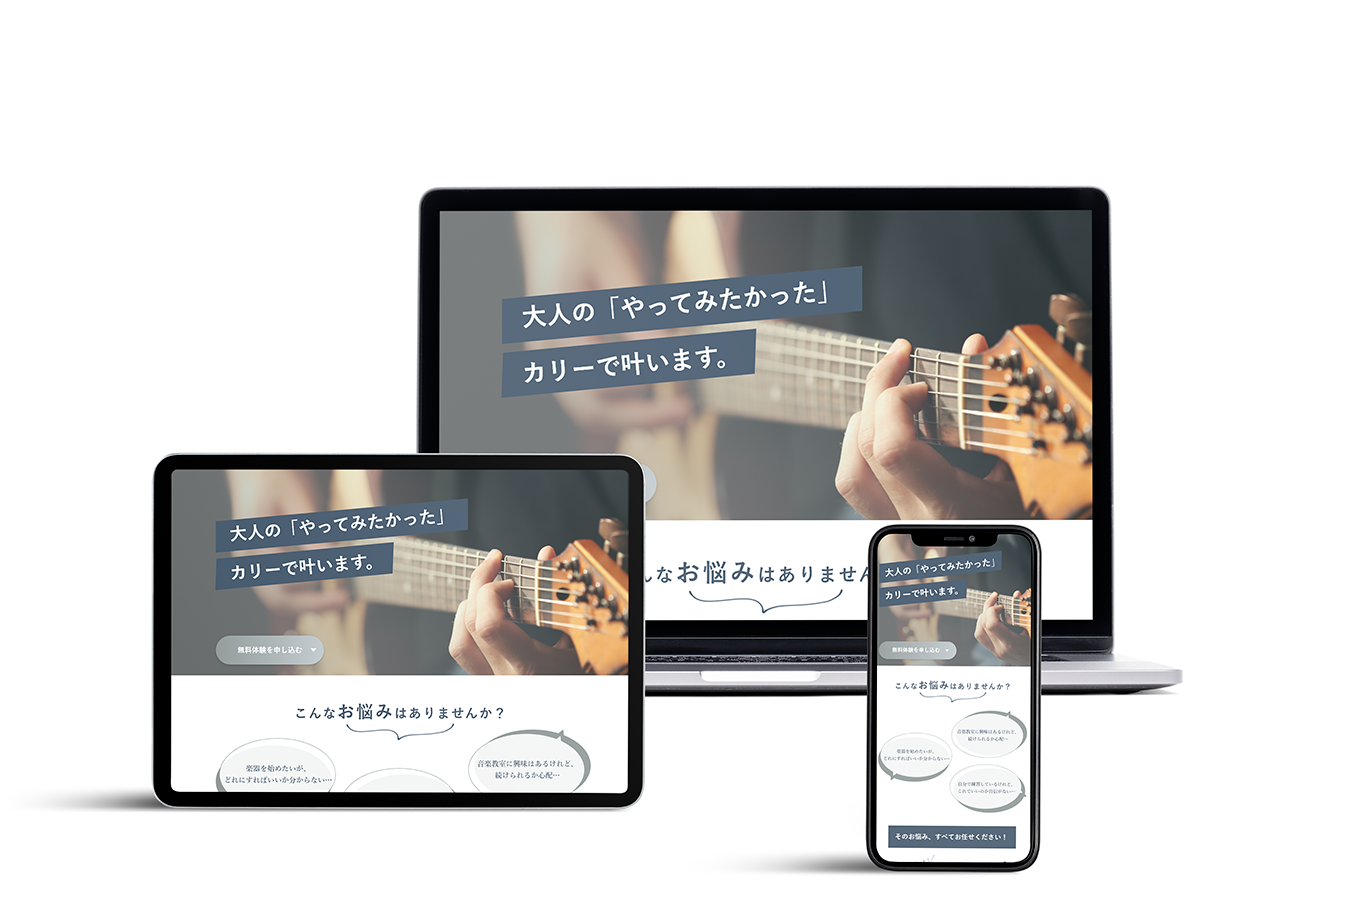 大人の「やってみたかった」
カリーで叶います。
んなお悩みはありません
大人の「やってみたかった」
カリーで叶います。
無料体験を申し込む
こんなお悩みはありませんか？
楽器を始めたいが、
どれにすればいいか分からない…
音楽教室に興味はあるけれど、
続けられるか心配…
大人の「やってみたかった」
カリーで叶います。
無料体験を申し込む
こんなお悩みはありませんか？
音楽教室に興味はあるけれど、
続けられるか心配…
楽器を始めたいが、
どれにすればいいか分からない…
自分で練習しているけれど、
これでいいのか自信がない…
そのお悩み、すべてお任せください！